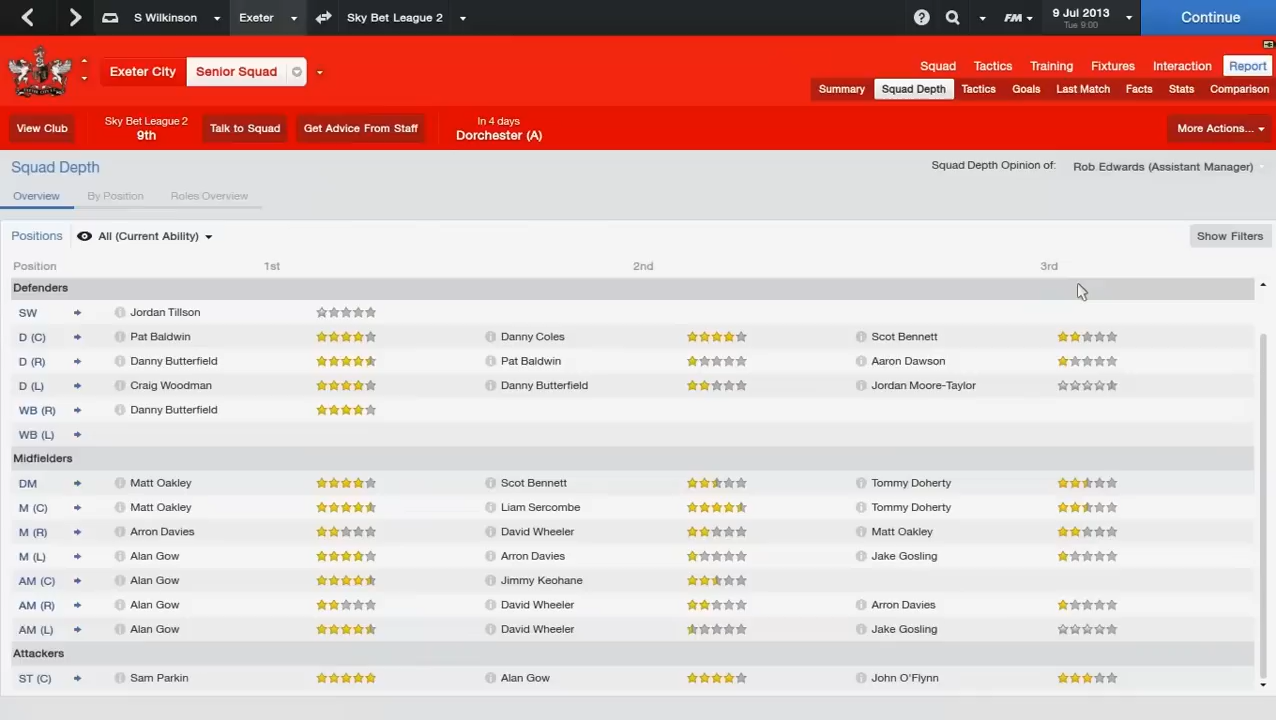 S Wilkinson Exeter Sky Bet League 2 FM 9 Jul 2013 Continue
Tue 9:00
Exeter City Senior Squad Squad Tactics Training Fixtures Interaction Report
Summary Squad Depth Tactics Goals Last Match Facts Stats Comparison
View Club Sky Bet League 2 Talk to Squad Get Advice From Staff In 4 days More Actions...
9th Dorchester (A)
Squad Depth Squad Depth Opinion of: Rob Edwards (Assistant Manager)
Overview By Position Roles Overview
Positions All (Current Ability) Show Filters
Position 1st 2nd 3rd
Defenders
SW Jordan Tillson
D (C) Pat Baldwin Danny Coles Scot Bennett
D (R) Danny Butterfield Pat Baldwin Aaron Dawson
D (L) Craig Woodman Danny Butterfield Jordan Moore-Taylor
WB (R) Danny Butterfield
WB (L)
Midfielders
DM Matt Oakley Scot Bennett Tommy Doherty
M (C) Matt Oakley Liam Sercombe Tommy Doherty
M (R) Arron Davies David Wheeler Matt Oakley
M (L) Alan Gow Arron Davies Jake Gosling
AM (C) Alan Gow Jimmy Keohane
AM (R) Alan Gow David Wheeler Arron Davies
AM (L) Alan Gow David Wheeler Jake Gosling
Attackers
ST (C) Sam Parkin Alan Gow John O'Flynn